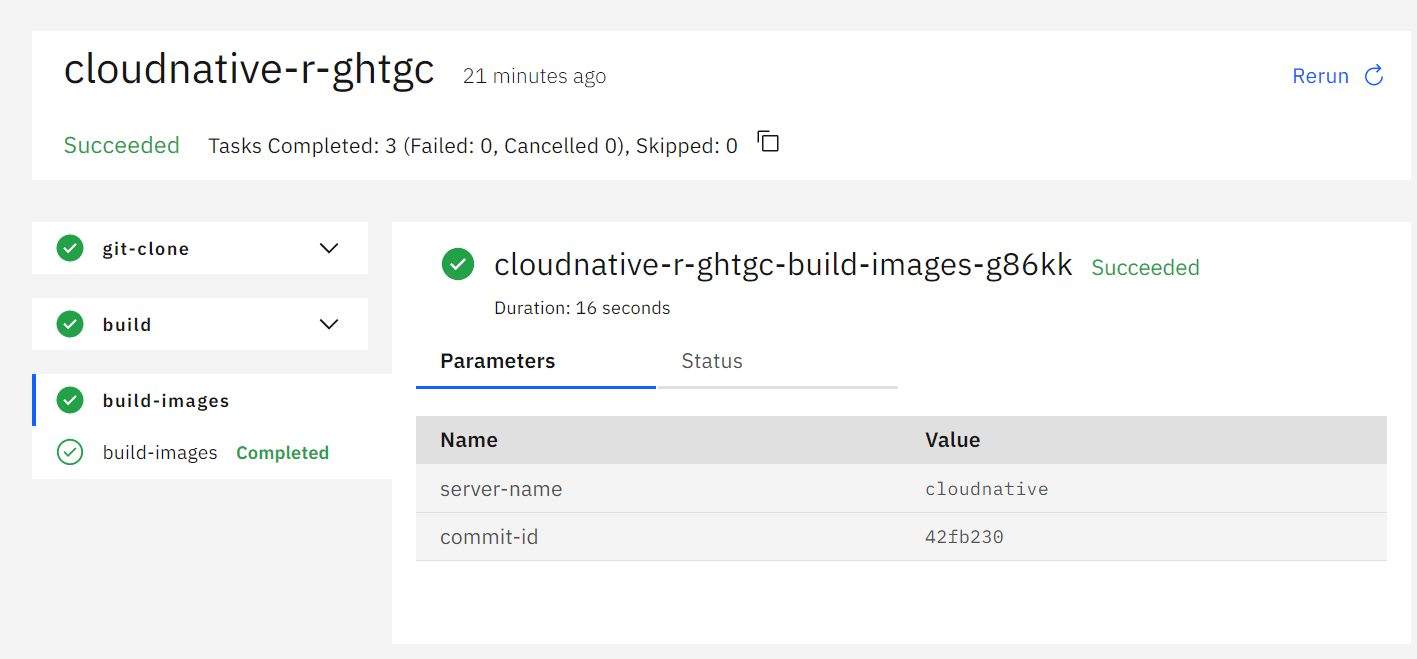 cloudnative-r-ghtgc 21 minutes ago Rerun
Succeeded Tasks Completed: 3 (Failed: 0, Cancelled 0), Skipped: 0
git-clone
build
build-images
build-images Completed
cloudnative-r-ghtgc-build-images-g86kk Succeeded
Duration: 16 seconds
Parameters Status
Name Value
server-name cloudnative
commit-id 42fb230